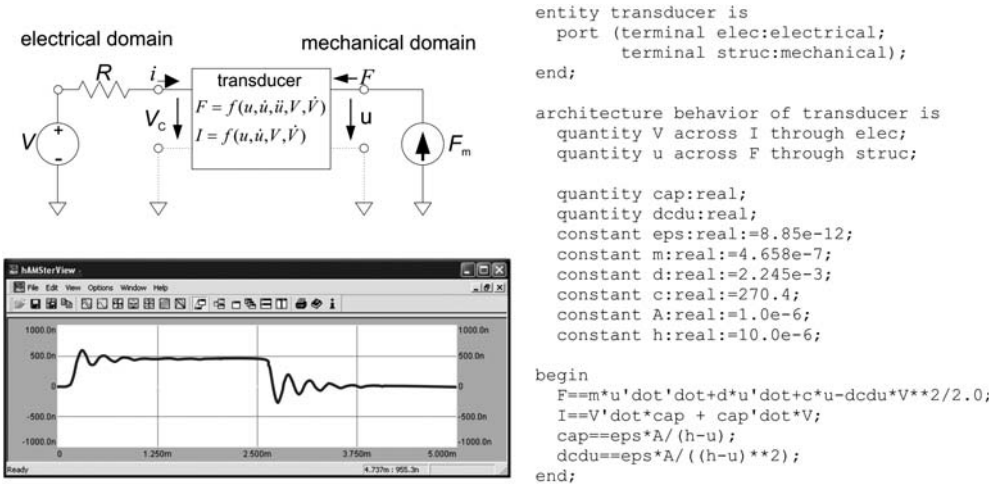 electrical domain
mechanical domain
R
i
transducer
F
F = f(u, u̇, ü, V, V̇)
I = f(u, u̇, V, V̇)
V
+
-
V_C
u
F_m
hAMSterView -
File Edit View Options Window Help
1000.0n
500.0n
0
-500.0n
-1000.0n
1000.0n
500.0n
0
-500.0n
-1000.0n
0
1.250m
2.500m
3.750m
5.000m
Ready
4.737m : 955.3n
entity transducer is
port (terminal elec:electrical;
terminal struc:mechanical);
end;
architecture behavior of transducer is
quantity V across I through elec;
quantity u across F through struc;
quantity cap:real;
quantity dcdu:real;
constant eps:real:=8.85e-12;
constant m:real:=4.658e-7;
constant d:real:=2.245e-3;
constant c:real:=270.4;
constant A:real:=1.0e-6;
constant h:real:=10.0e-6;
begin
F==m*u'dot'dot+d*u'dot+c*u-dcdu*V**2/2.0;
I==V'dot*cap + cap'dot*V;
cap==eps*A/(h-u);
dcdu==eps*A/((h-u)**2);
end;